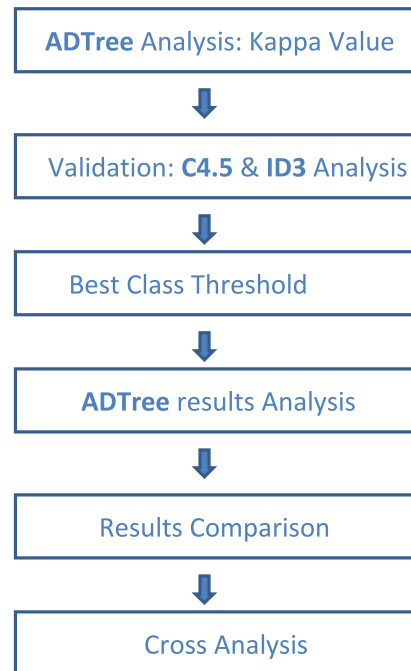 ADTree Analysis: Kappa Value
Validation: C4.5 & ID3 Analysis
Best Class Threshold
ADTree results Analysis
Results Comparison
Cross Analysis